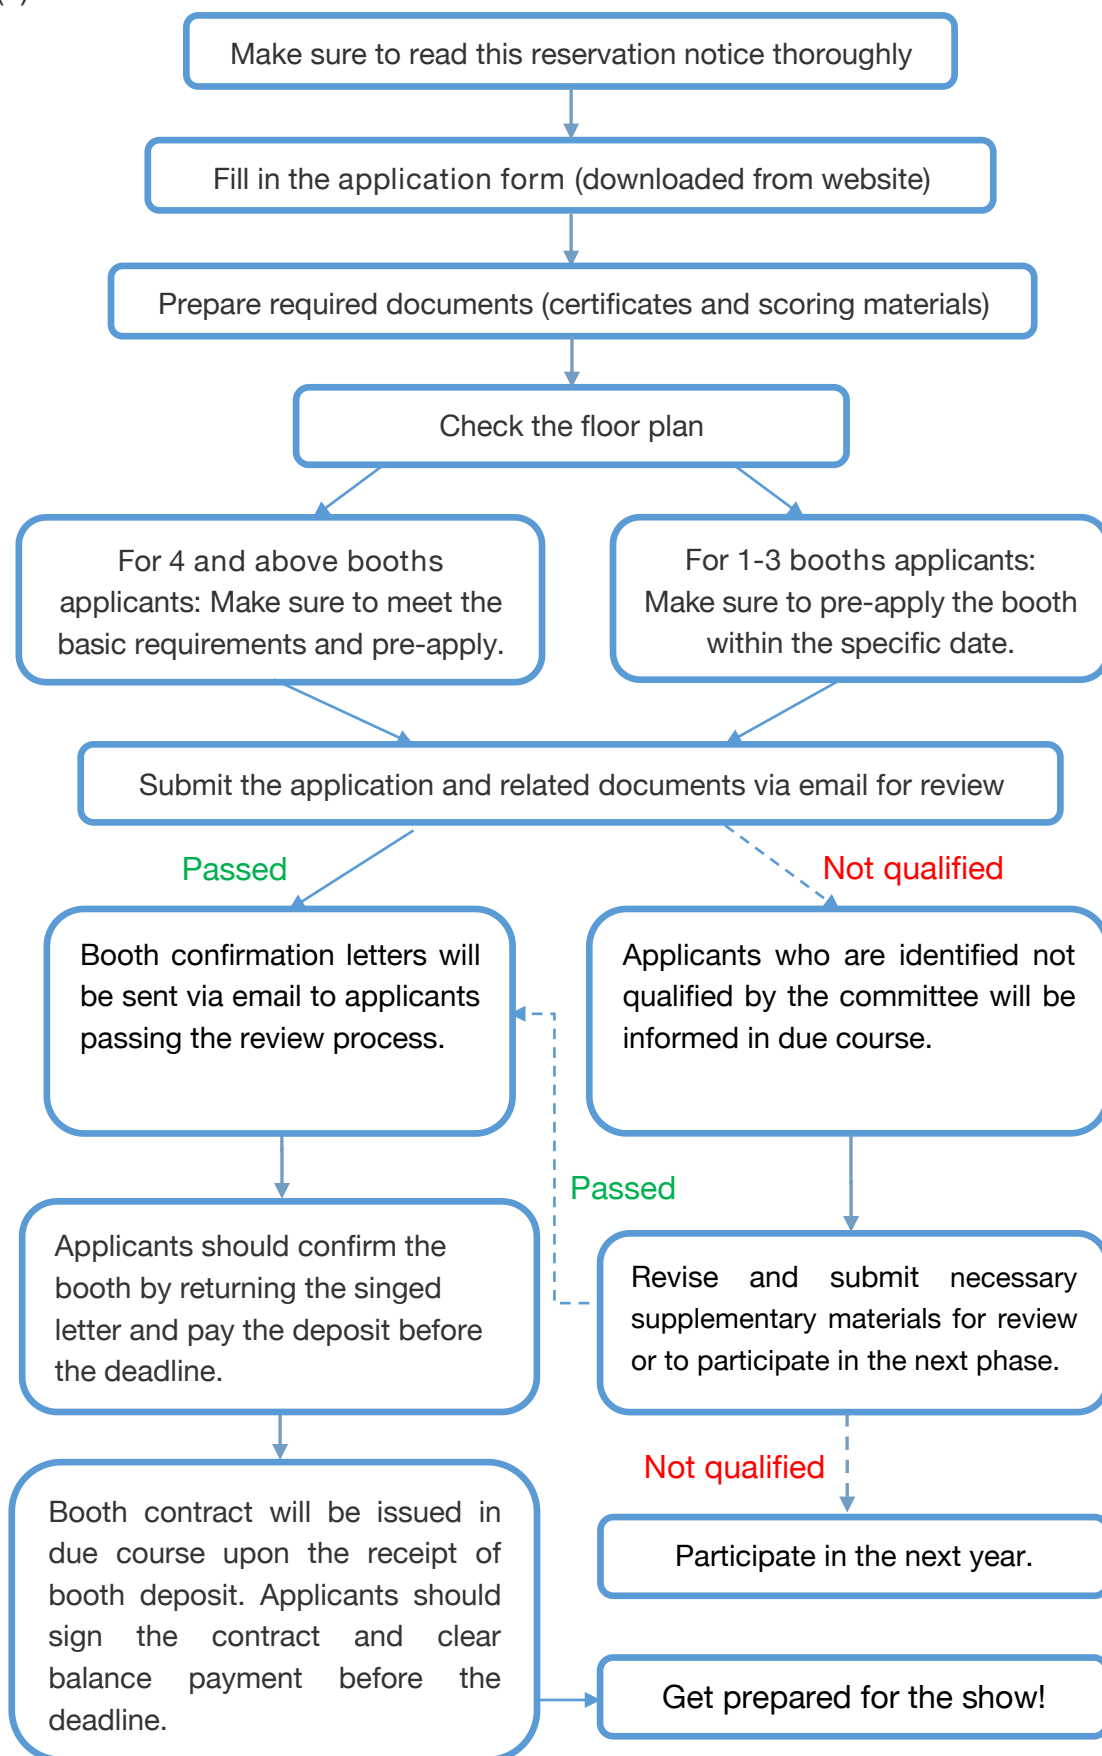 Make sure to read this reservation notice thoroughly
Fill in the application form (downloaded from website)
Prepare required documents (certificates and scoring materials)
Check the floor plan
For 4 and above booths
applicants: Make sure to meet the
basic requirements and pre-apply.
For 1-3 booths applicants:
Make sure to pre-apply the booth
within the specific date.
Submit the application and related documents via email for review
Passed
Not qualified
Booth confirmation letters will
be sent via email to applicants
passing the review process.
Applicants who are identified not
qualified by the committee will be
informed in due course.
Passed
Applicants should confirm the
booth by returning the singed
letter and pay the deposit before
the deadline.
Revise and submit necessary
supplementary materials for review
or to participate in the next phase.
Not qualified
Booth contract will be issued in
due course upon the receipt of
booth deposit. Applicants should
sign the contract and clear
balance payment before the
deadline.
Participate in the next year.
Get prepared for the show!